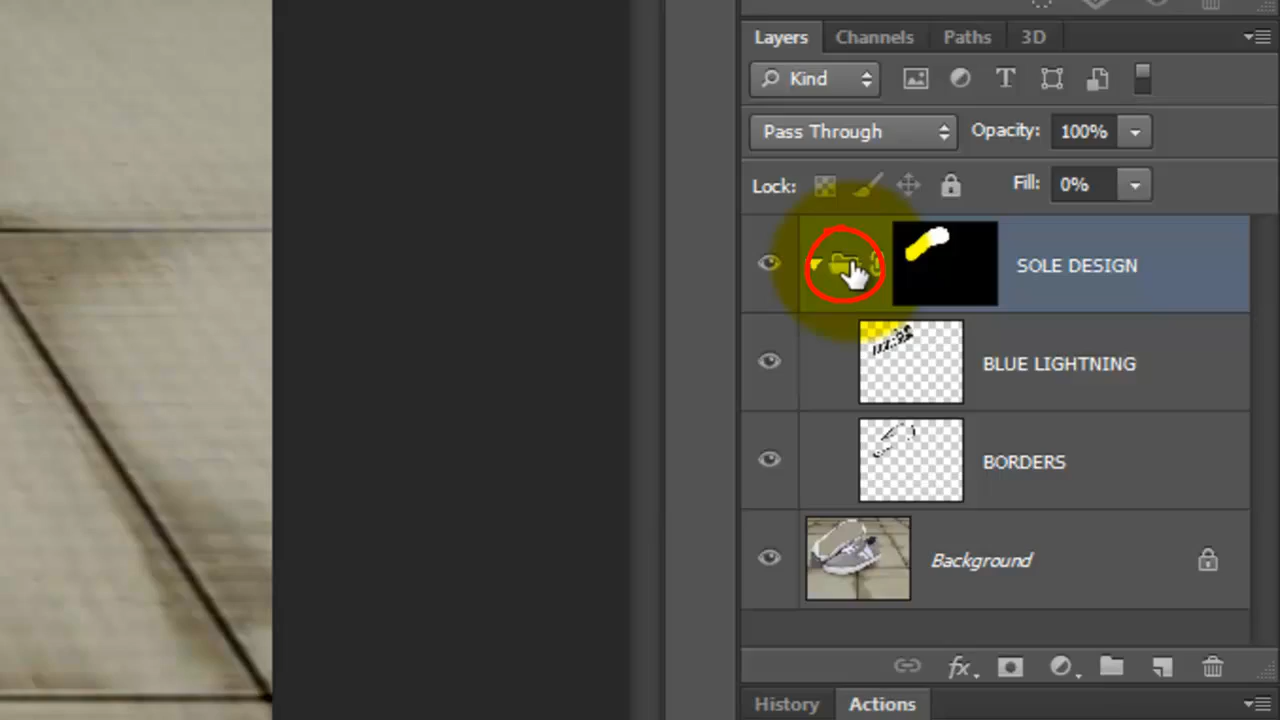 Layers Channels Paths 3D
Kind
Pass Through Opacity: 100%
Lock: Fill: 0%
SOLE DESIGN
BLUE LIGHTNING
BORDERS
Background
fx
History Actions